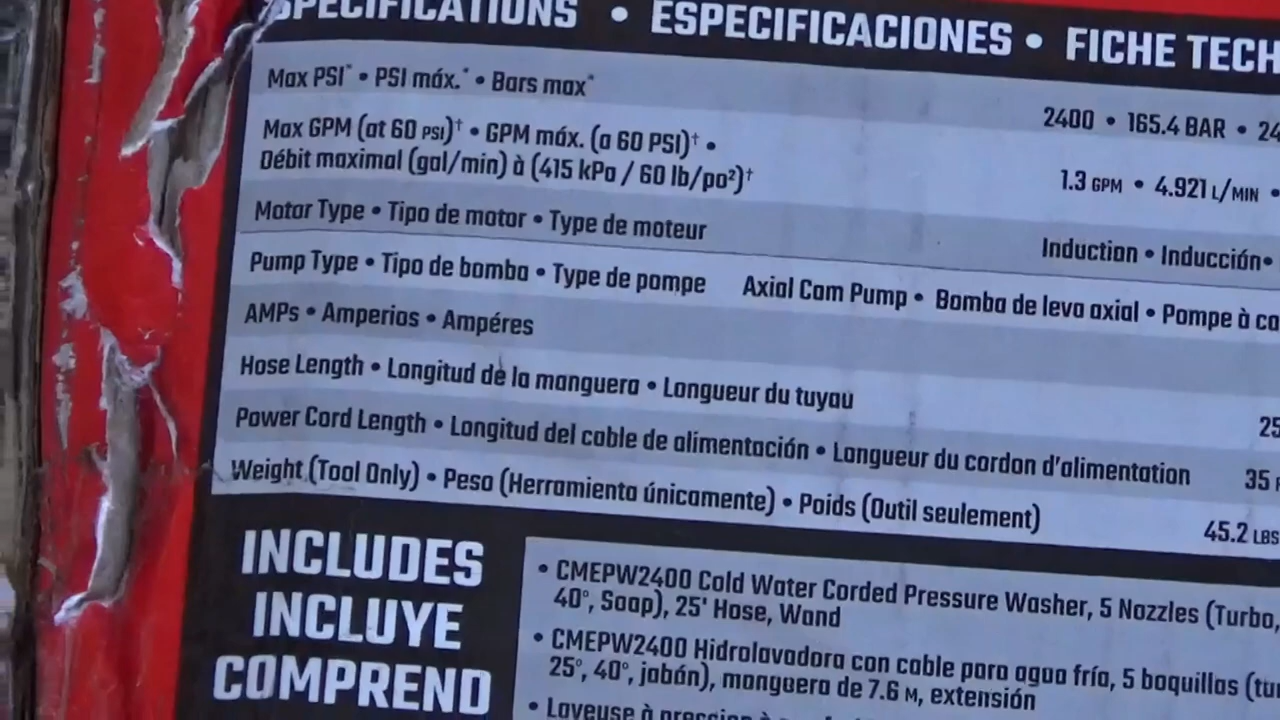 SPECIFICATIONS • ESPECIFICACIONES • FICHE TECH
Max PSI* • PSI máx.* • Bars max*
2400 • 165.4 BAR • 24
Max GPM (at 60 PSI)† • GPM máx. (a 60 PSI)† •
Débit maximal (gal/min) à (415 kPa / 60 lb/po²)†
1.3 GPM • 4.921 L/MIN •
Motor Type • Tipo de motor • Type de moteur
Induction • Inducción•
Pump Type • Tipo de bomba • Type de pompe Axial Cam Pump • Bomba de leva axial • Pompe à ca
AMPs • Amperios • Ampéres
Hose Length • Longitud de la manguera • Longueur du tuyau
25
Power Cord Length • Longitud del cable de alimentación • Longueur du cordon d'alimentation
35 F
Weight (Tool Only) • Peso (Herramienta únicamente) • Poids (Outil seulement)
45.2 LBS
INCLUDES
INCLUYE
COMPREND
• CMEPW2400 Cold Water Corded Pressure Washer, 5 Nozzles (Turbo,
40°, Soap), 25' Hose, Wand
• CMEPW2400 Hidrolavadora con cable para agua fría, 5 boquillas (tur
25°, 40°, jabón), manguera de 7.6 M, extensión
• Laveuse à pression à